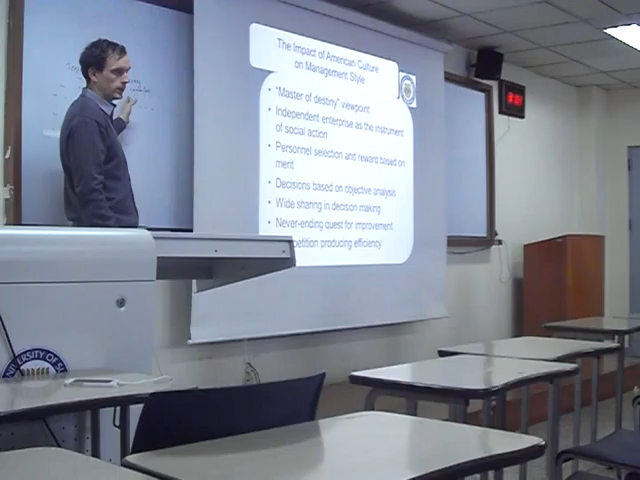 The Impact of American Culture
on Management Style
• "Master of destiny" viewpoint
• Independent enterprise as the instrument
of social action
• Personnel selection and reward based on
merit
• Decisions based on objective analysis
• Wide sharing in decision making
• Never-ending quest for improvement
petition producing efficiency
UNIVERSITY OF